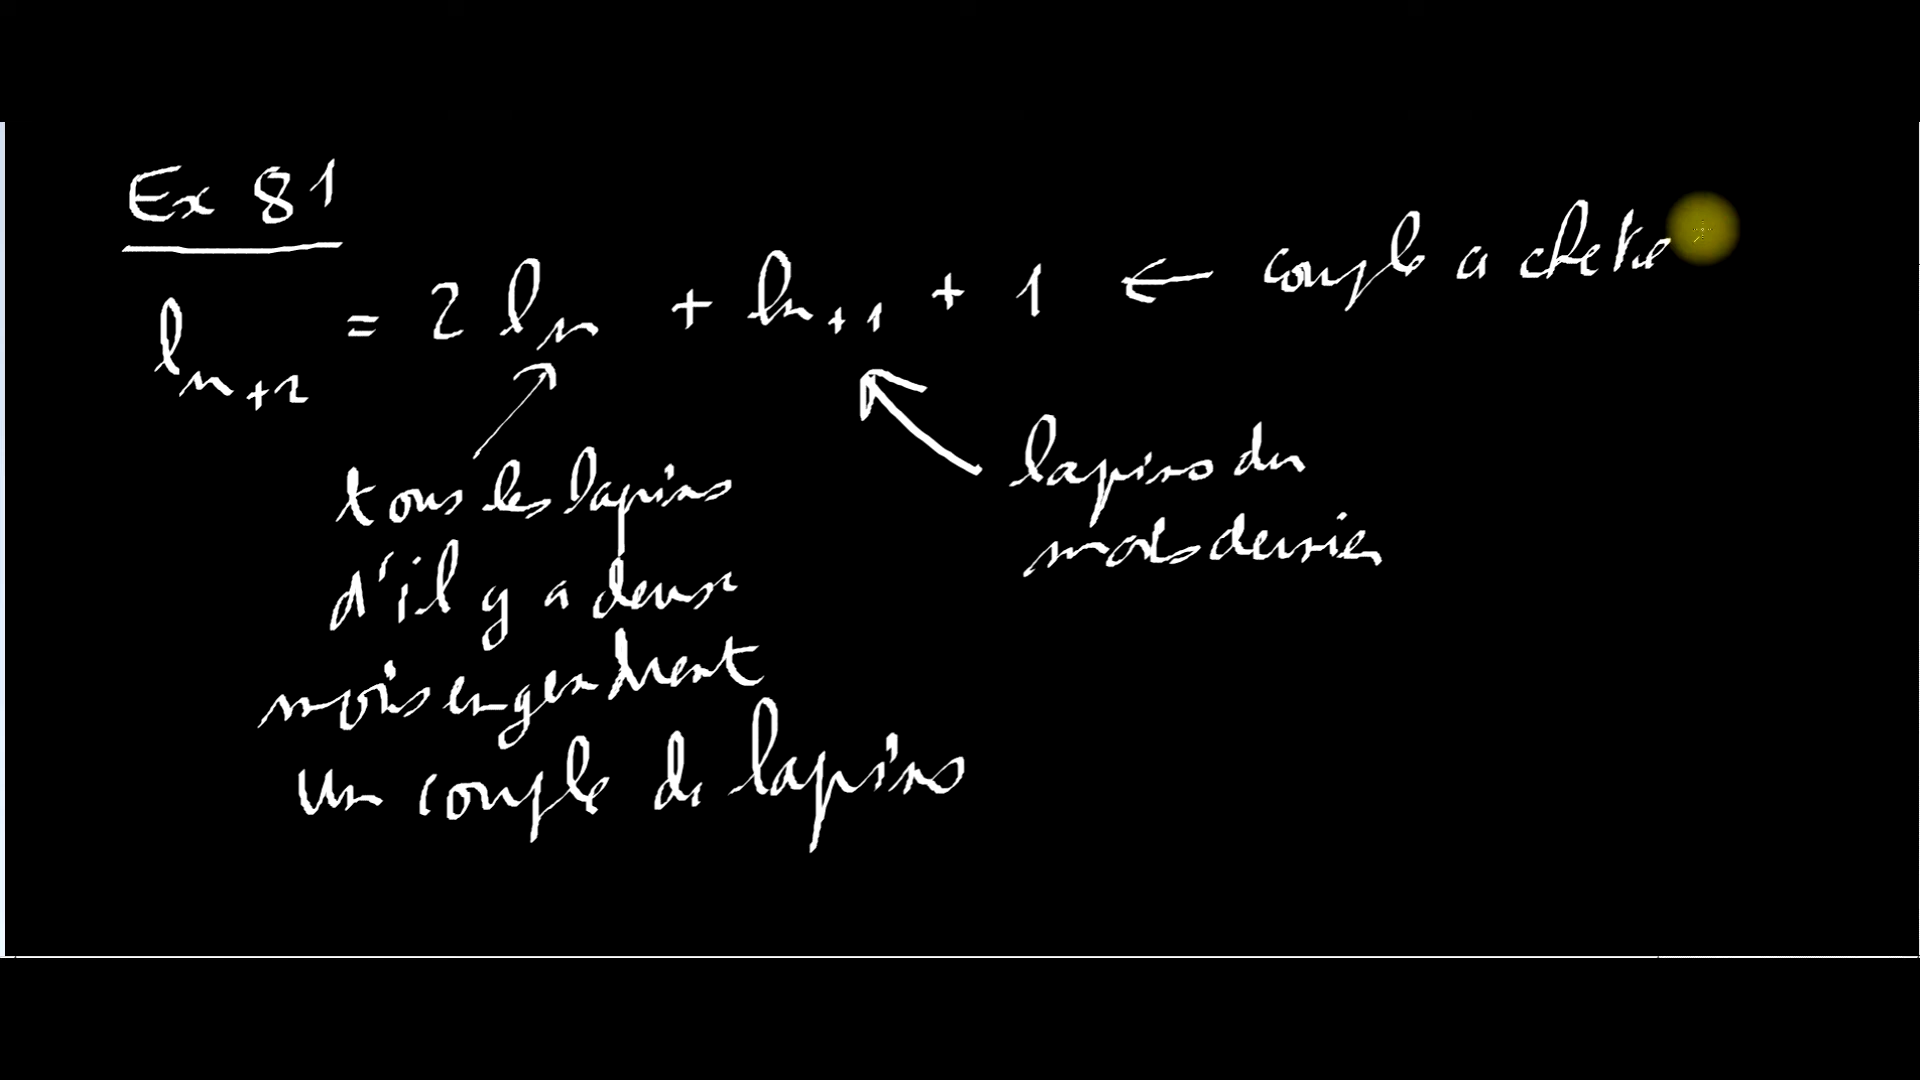 Ex 81
l_{n+2} = 2 l_n + l_{n+1} + 1 ← couple achetré
tous les lapins
d'il y a deux
mois engendrent
un couple de lapins
lapins du
mois dernier